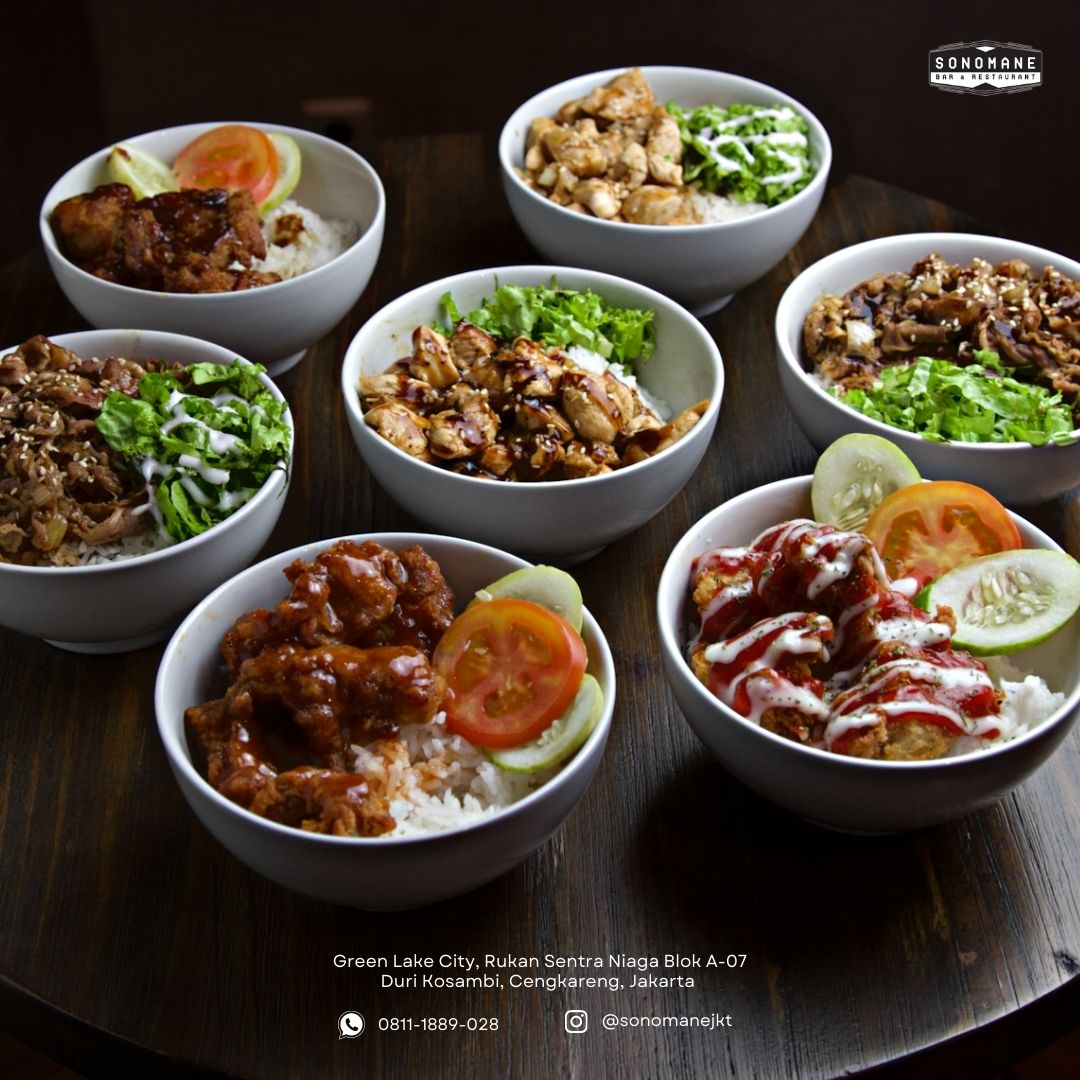 SONOMANE
BAR & RESTAURANT
Green Lake City, Rukan Sentra Niaga Blok A-07
Duri Kosambi, Cengkareng, Jakarta
0811-1889-028
@sonomanejkt